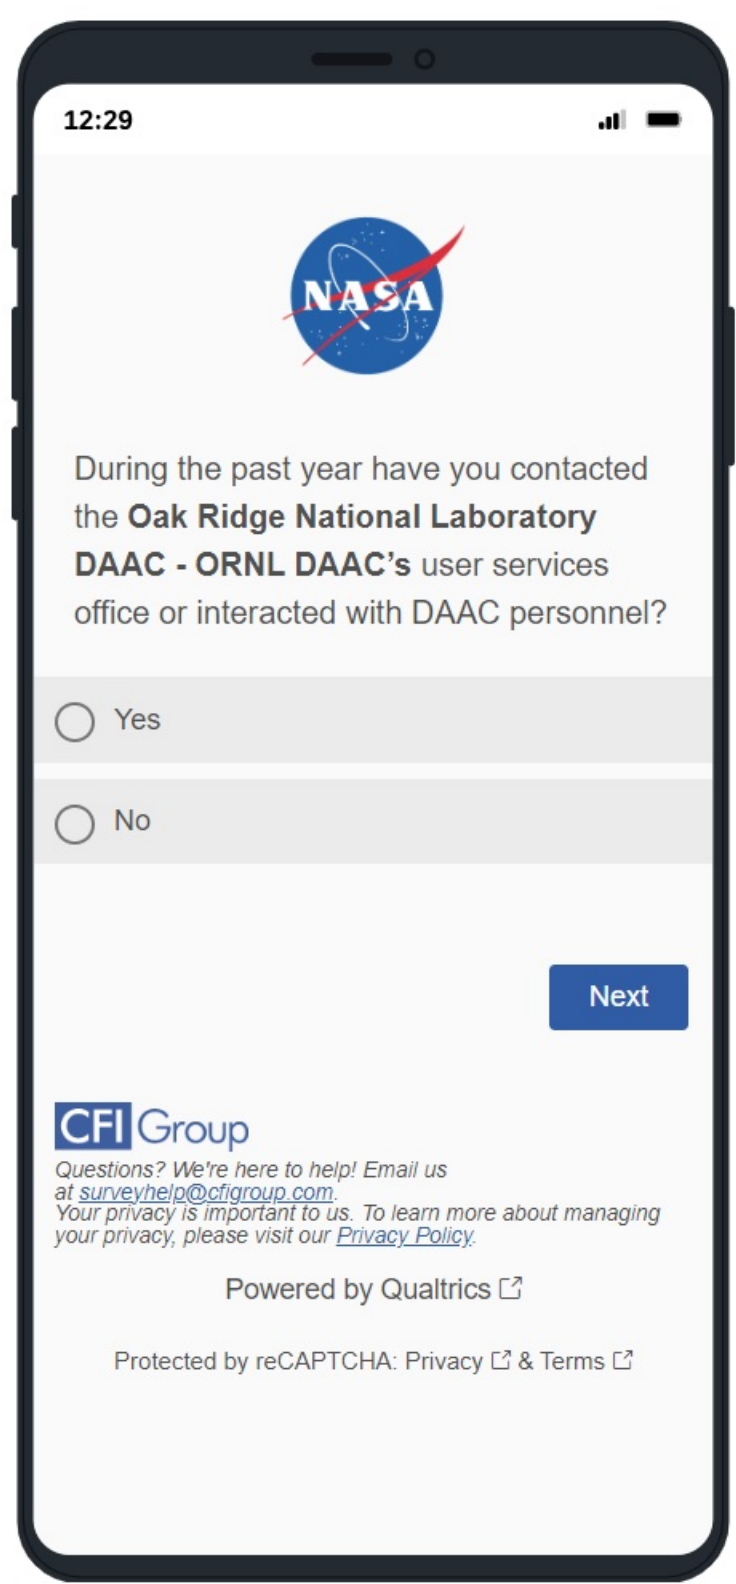 12:29
NASA
During the past year have you contacted
the Oak Ridge National Laboratory
DAAC - ORNL DAAC’s user services
office or interacted with DAAC personnel?
Yes
No
Next
CFI Group
Questions? We're here to help! Email us
at surveyhelp@cfigroup.com.
Your privacy is important to us. To learn more about managing
your privacy, please visit our Privacy Policy.
Powered by Qualtrics
Protected by reCAPTCHA: Privacy & Terms